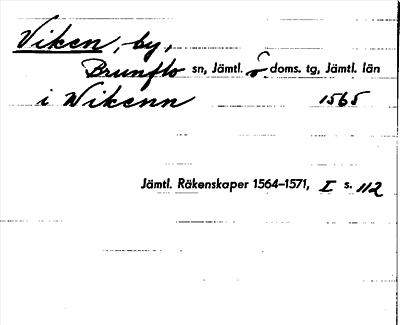 Viken, by,
Brunflo sn, Jämtl. ö doms. tg, Jämtl. län
i Wikenn 1565
Jämtl. Räkenskaper 1564–1571, I s. 112